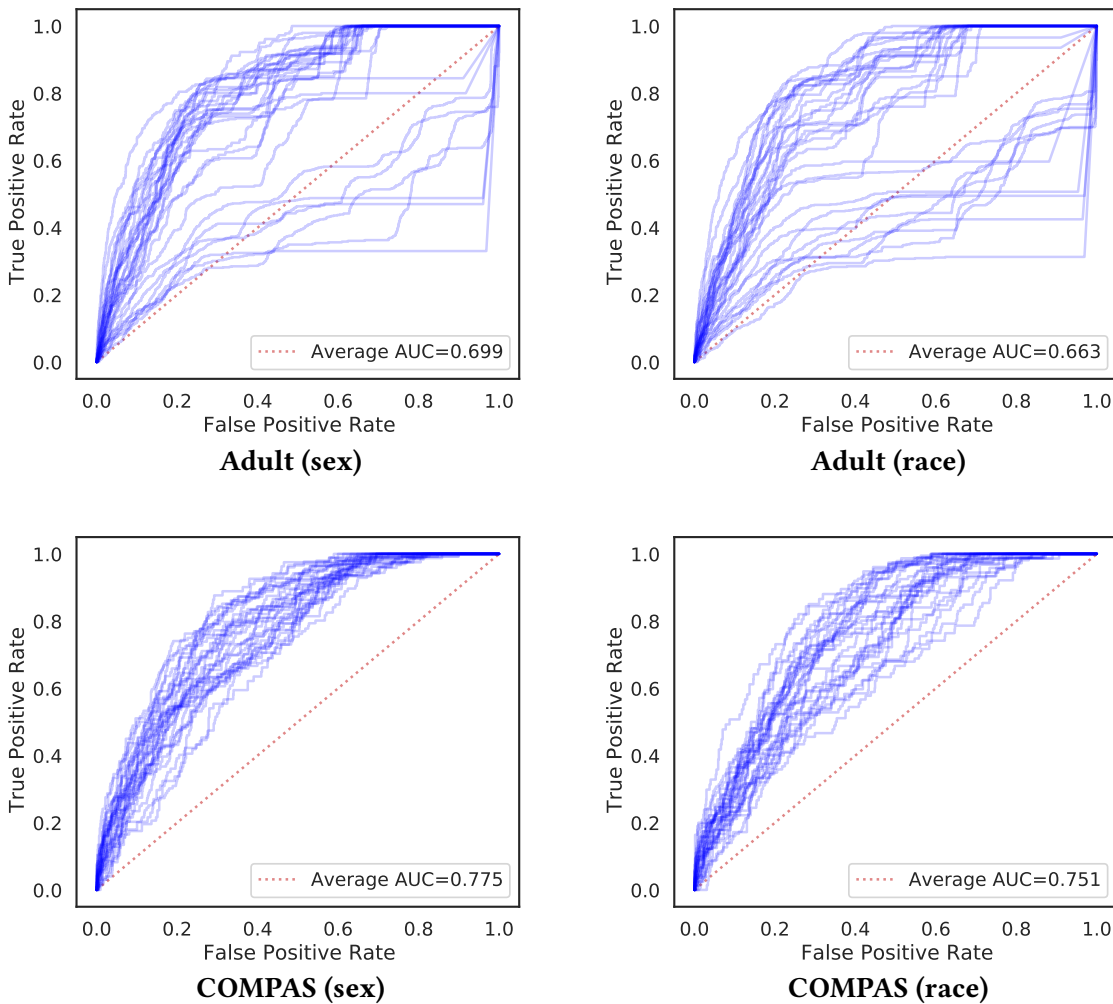 1.0
0.8
0.6
0.4
0.2
0.0
True Positive Rate
Average AUC=0.699
0.0 0.2 0.4 0.6 0.8 1.0
False Positive Rate
Adult (sex)
1.0
0.8
0.6
0.4
0.2
0.0
True Positive Rate
Average AUC=0.663
0.0 0.2 0.4 0.6 0.8 1.0
False Positive Rate
Adult (race)
1.0
0.8
0.6
0.4
0.2
0.0
True Positive Rate
Average AUC=0.775
0.0 0.2 0.4 0.6 0.8 1.0
False Positive Rate
COMPAS (sex)
1.0
0.8
0.6
0.4
0.2
0.0
True Positive Rate
Average AUC=0.751
0.0 0.2 0.4 0.6 0.8 1.0
False Positive Rate
COMPAS (race)